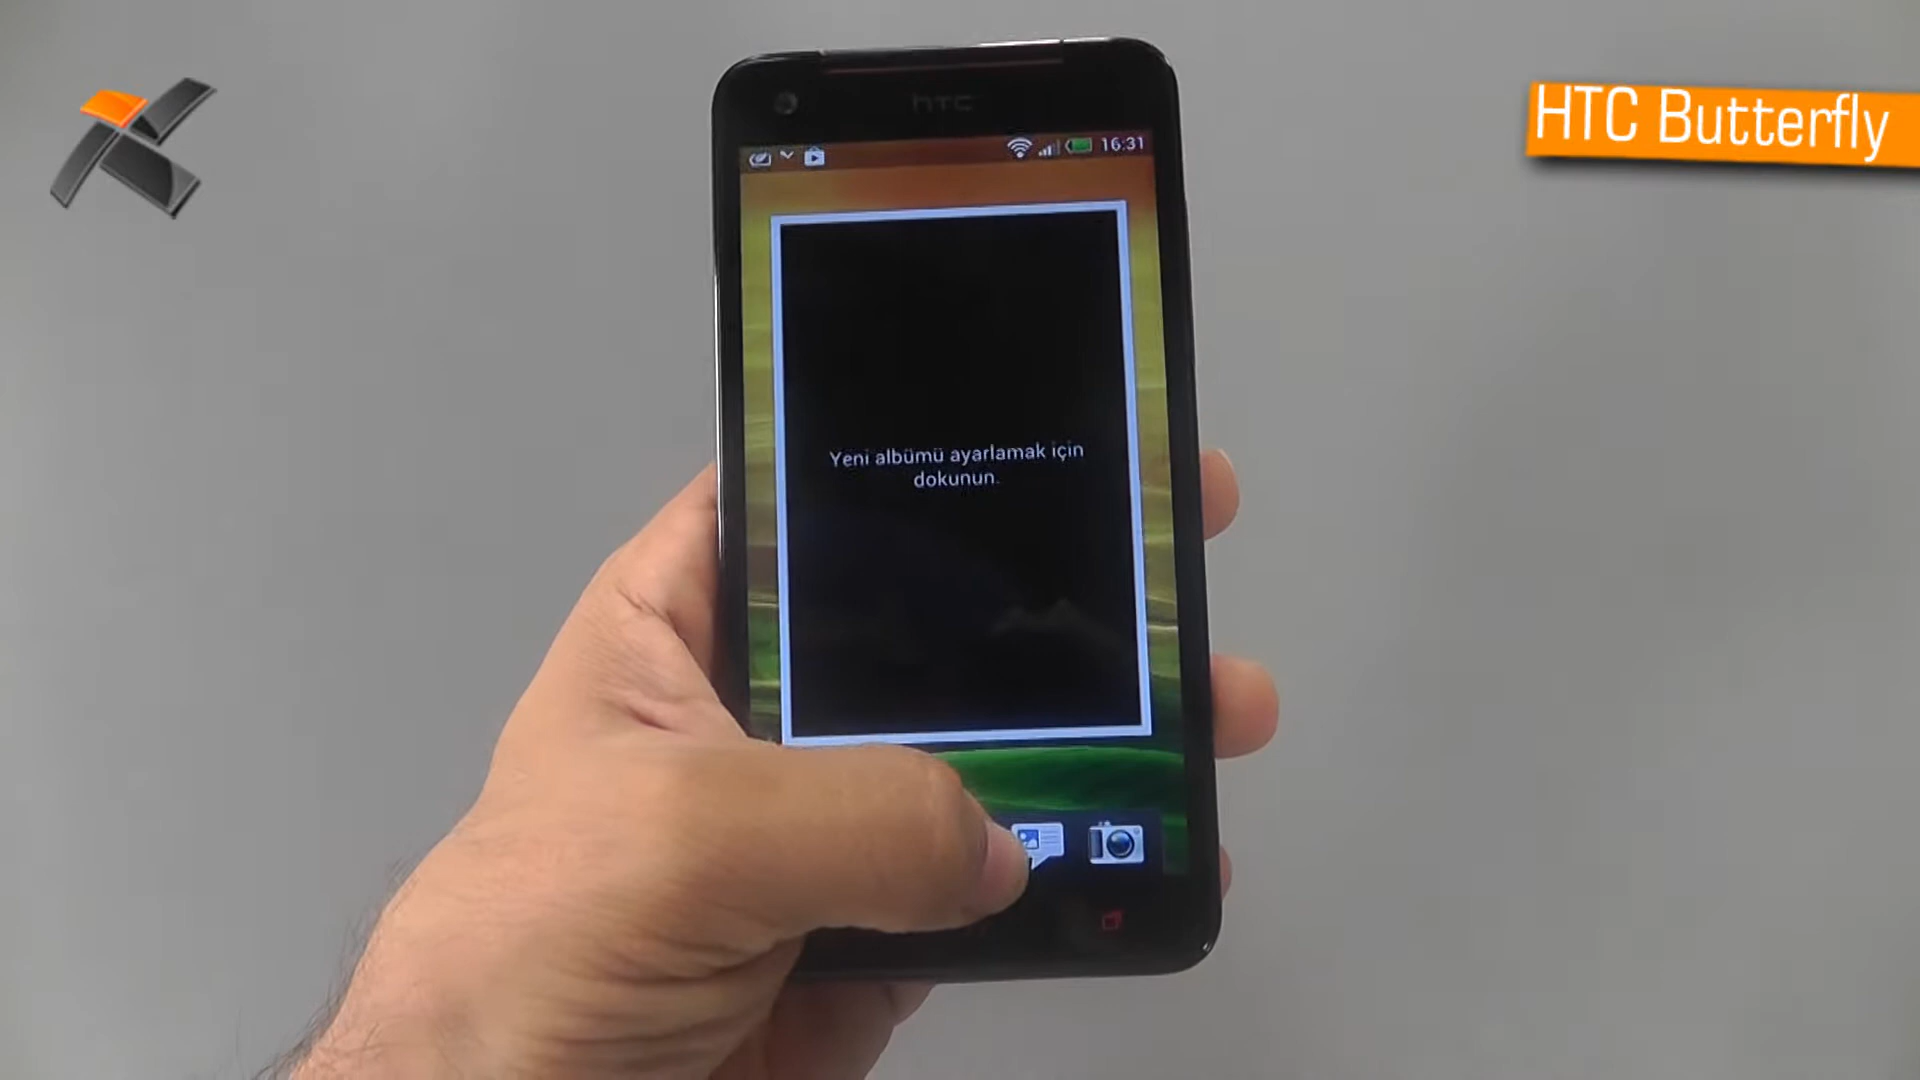 HTC Butterfly
hTC
16:31
Yeni albümü ayarlamak için
dokunun.